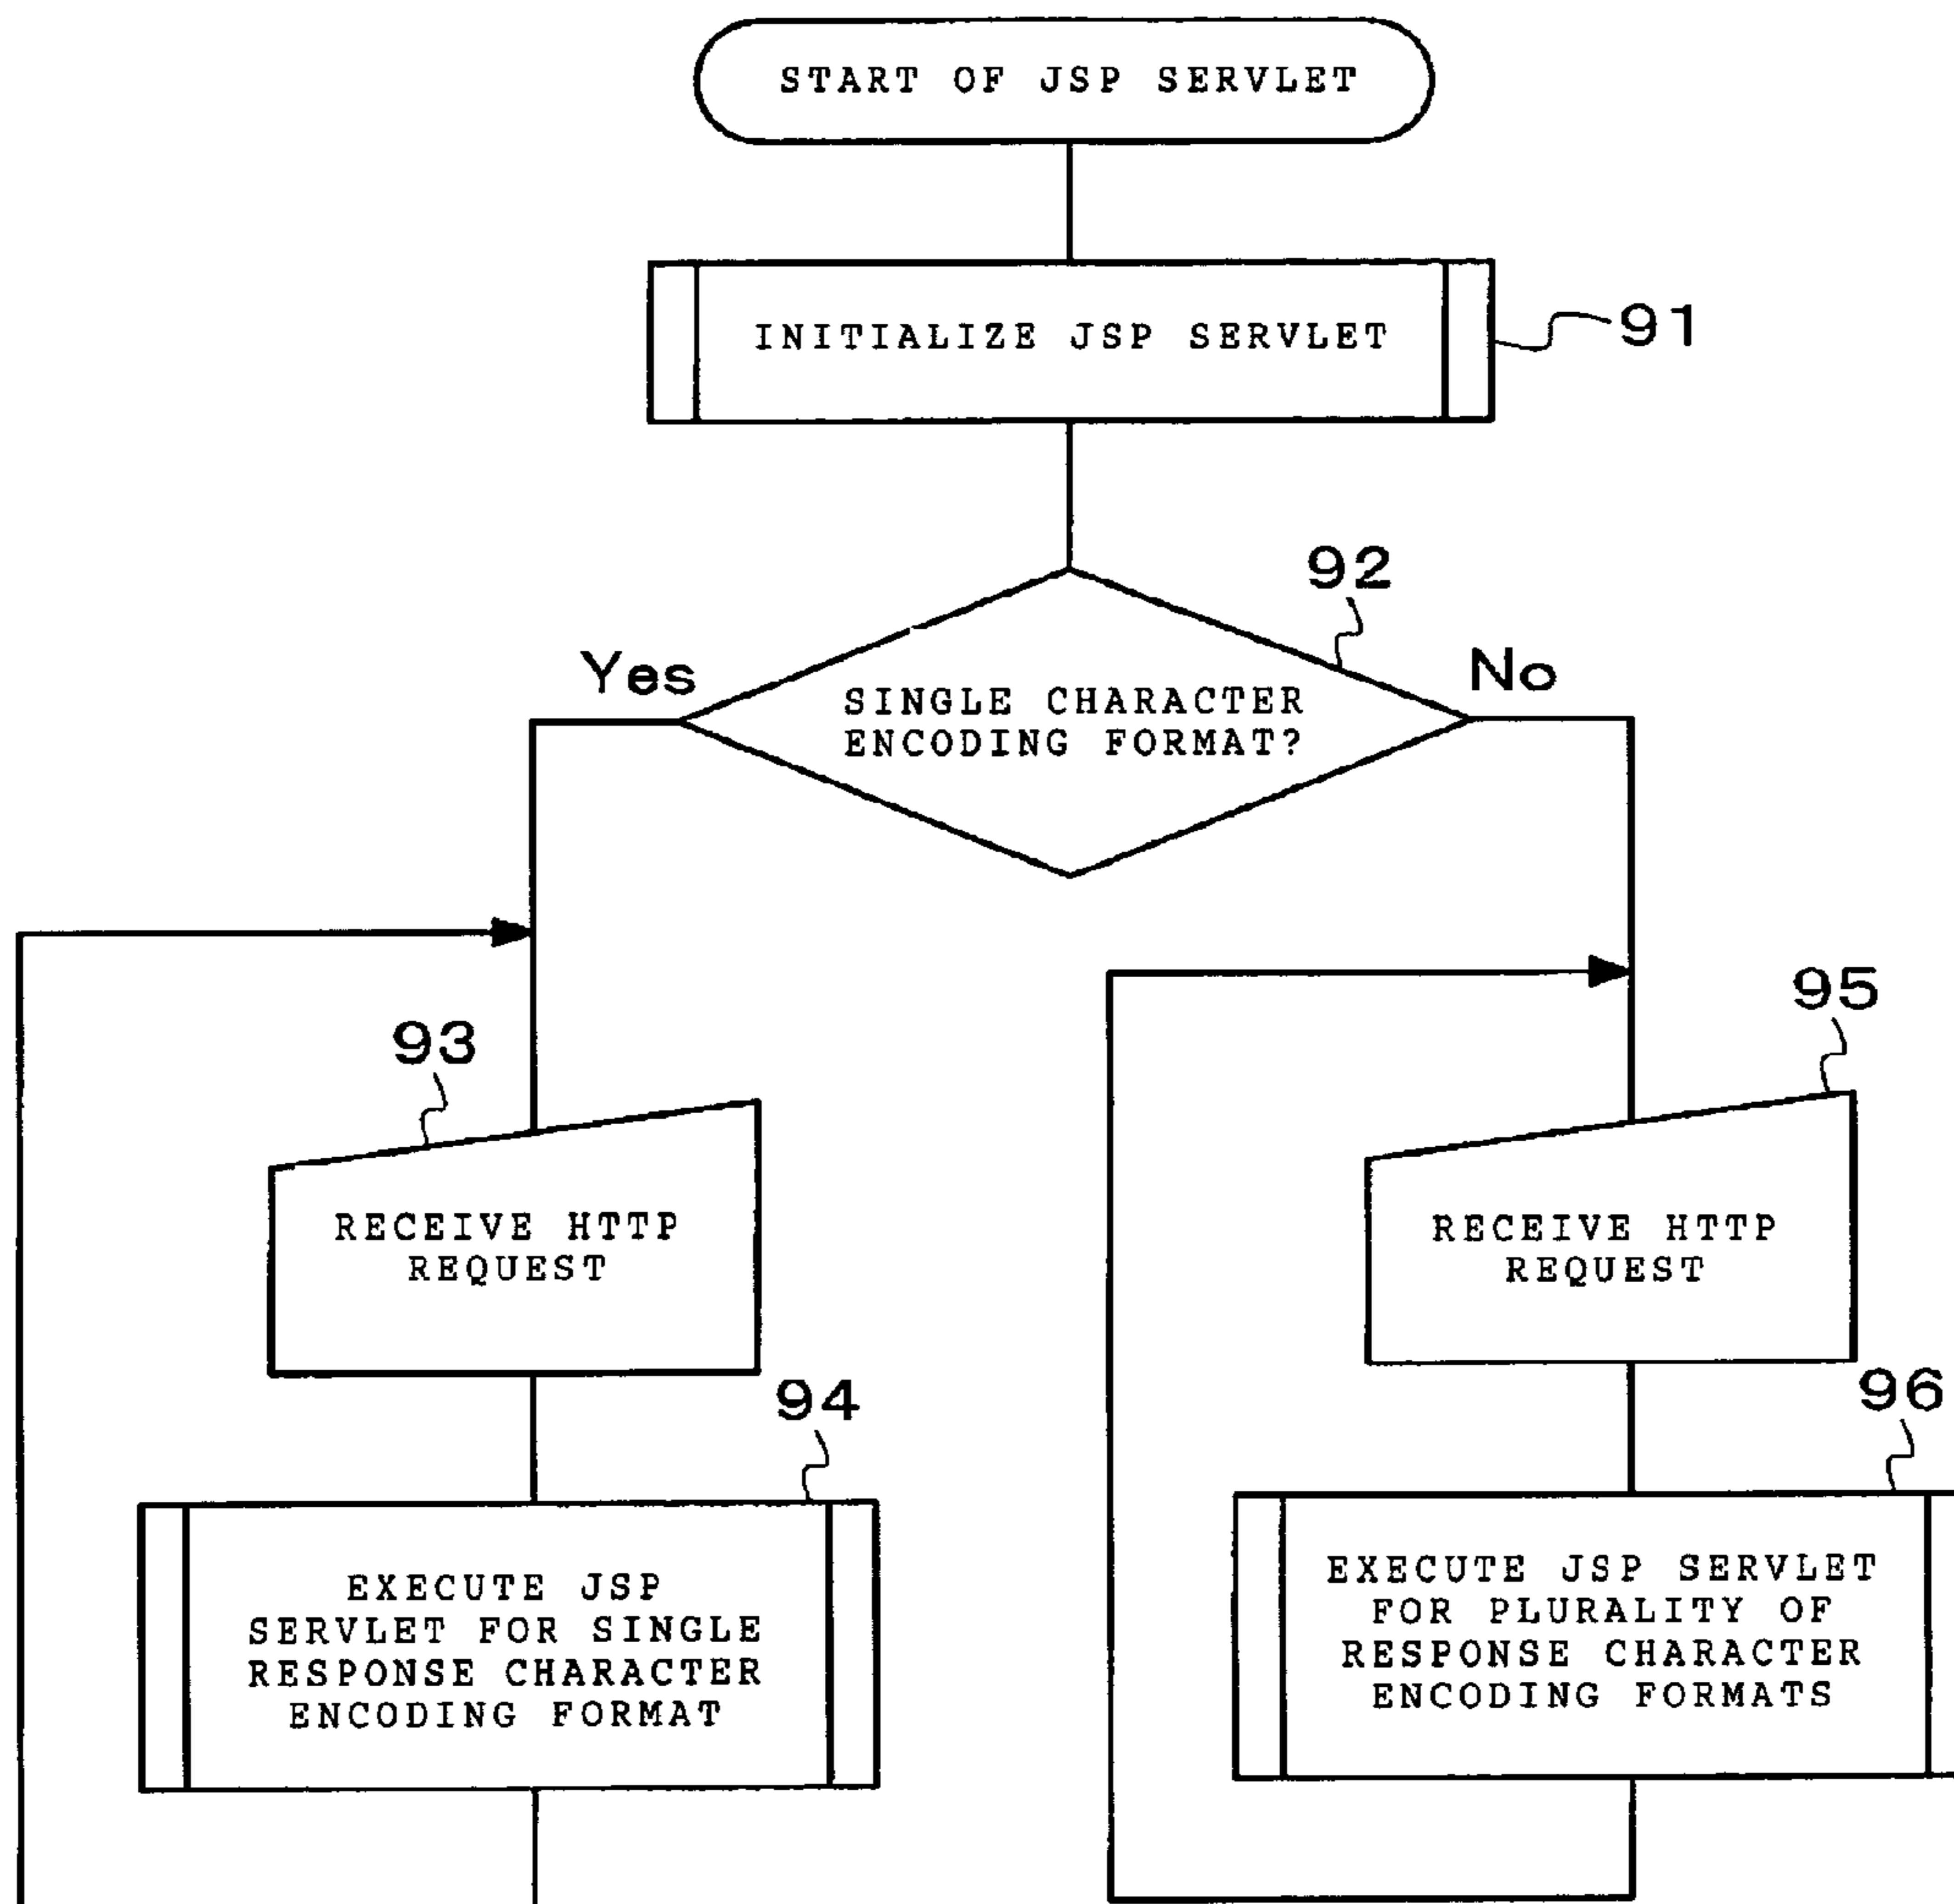 START OF JSP SERVLET
INITIALIZE JSP SERVLET
91
92
Yes
No
SINGLE CHARACTER
ENCODING FORMAT?
93
95
RECEIVE HTTP
REQUEST
RECEIVE HTTP
REQUEST
94
96
EXECUTE JSP
SERVLET FOR SINGLE
RESPONSE CHARACTER
ENCODING FORMAT
EXECUTE JSP SERVLET
FOR PLURALITY OF
RESPONSE CHARACTER
ENCODING FORMATS